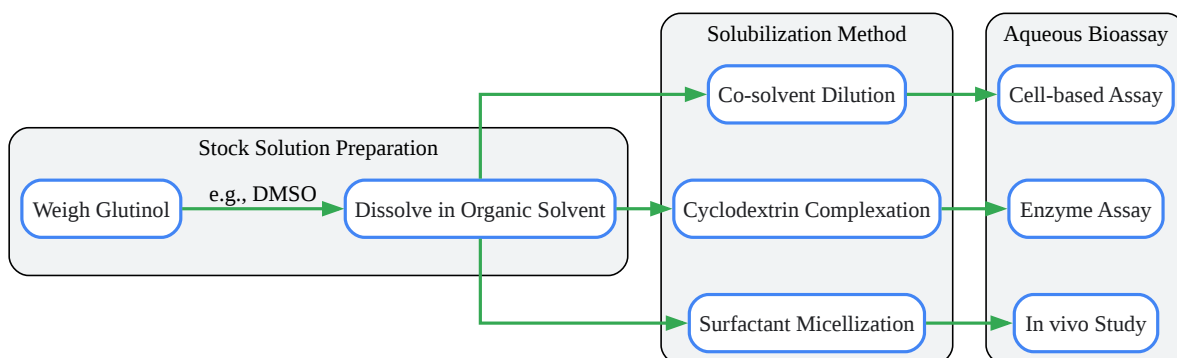 Stock Solution Preparation
Weigh Glutinol
e.g., DMSO
Dissolve in Organic Solvent
Solubilization Method
Co-solvent Dilution
Cyclodextrin Complexation
Surfactant Micellization
Aqueous Bioassay
Cell-based Assay
Enzyme Assay
In vivo Study